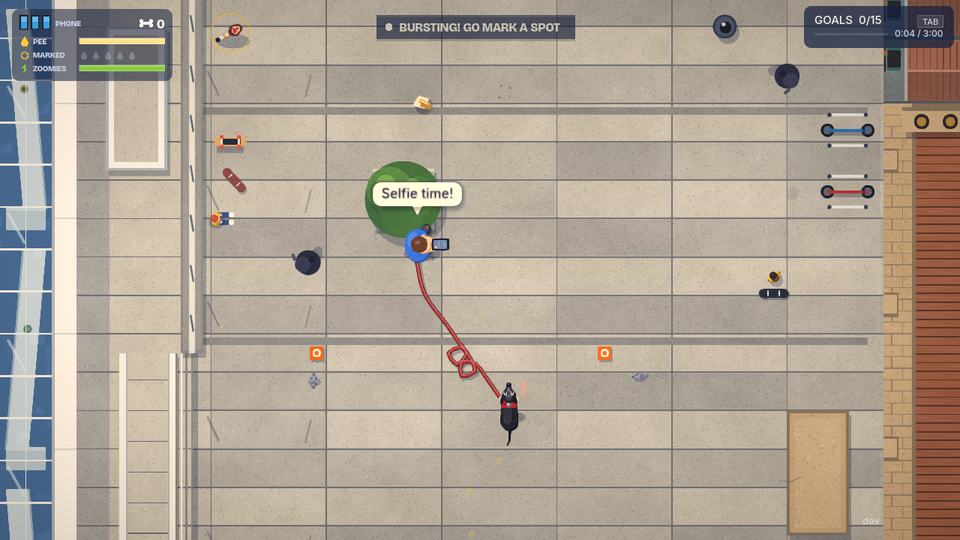 PHONE
0
PEE
MARKED
ZOOMIES
BURSTING! GO MARK A SPOT
GOALS 0/15
TAB
0:04 / 3:00
Selfie time!
dev